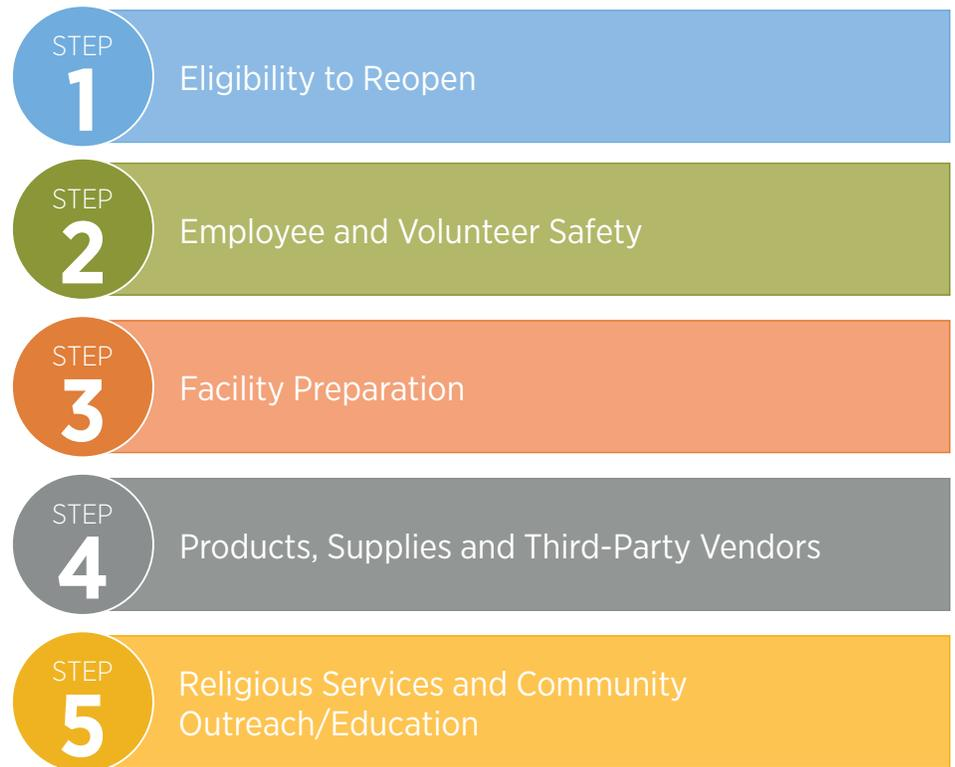 STEP
1
Eligibility to Reopen
STEP
2
Employee and Volunteer Safety
STEP
3
Facility Preparation
STEP
4
Products, Supplies and Third-Party Vendors
STEP
5
Religious Services and Community
Outreach/Education